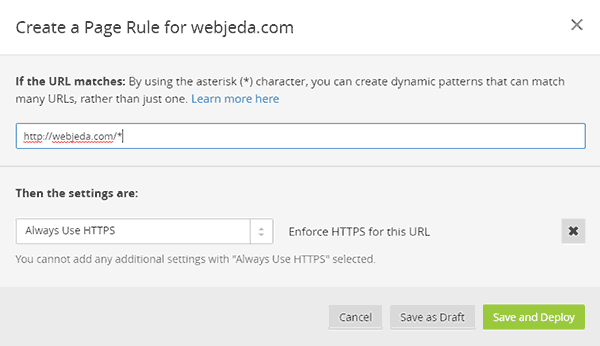 Create a Page Rule for webjeda.com
If the URL matches: By using the asterisk (*) character, you can create dynamic patterns that can match
many URLs, rather than just one. Learn more here
http://webjeda.com/*
Then the settings are:
Always Use HTTPS
Enforce HTTPS for this URL
You cannot add any additional settings with "Always Use HTTPS" selected.
Cancel
Save as Draft
Save and Deploy